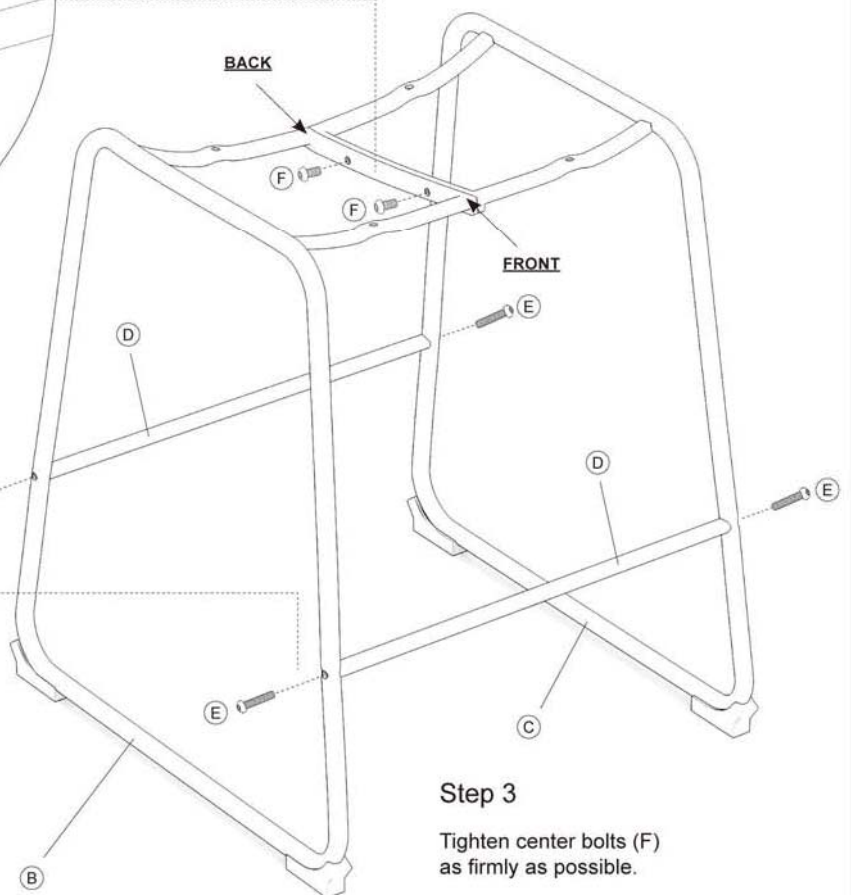 BACK
F
F
FRONT
E
D
D
E
E
C
B
Step 3
Tighten center bolts (F)
as firmly as possible.